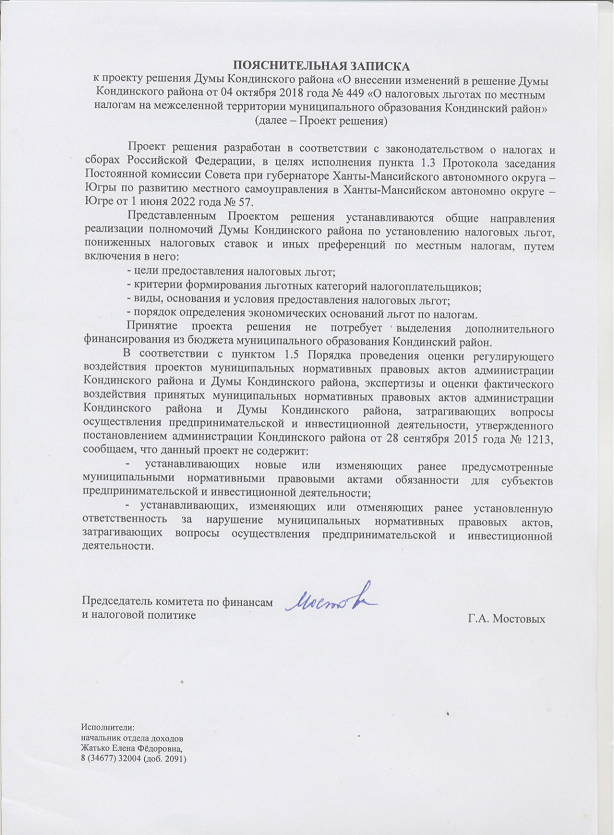 ПОЯСНИТЕЛЬНАЯ ЗАПИСКА
к проекту решения Думы Кондинского района «О внесении изменений в решение Думы
Кондинского района от 04 октября 2018 года № 449 «О налоговых льготах по местным
налогам на межселенной территории муниципального образования Кондинский район»
(далее – Проект решения)
Проект решения разработан в соответствии с законодательством о налогах и
сборах Российской Федерации, в целях исполнения пункта 1.3 Протокола заседания
Постоянной комиссии Совета при губернаторе Ханты-Мансийского автономного округа –
Югры по развитию местного самоуправления в Ханты-Мансийском автономно округе –
Югре от 1 июня 2022 года № 57.
Представленным Проектом решения устанавливаются общие направления
реализации полномочий Думы Кондинского района по установлению налоговых льгот,
пониженных налоговых ставок и иных преференций по местным налогам, путем
включения в него:
- цели предоставления налоговых льгот;
- критерии формирования льготных категорий налогоплательщиков;
- виды, основания и условия предоставления налоговых льгот;
- порядок определения экономических оснований льгот по налогам.
Принятие проекта решения не потребует выделения дополнительного
финансирования из бюджета муниципального образования Кондинский район.
В соответствии с пунктом 1.5 Порядка проведения оценки регулирующего
воздействия проектов муниципальных нормативных правовых актов администрации
Кондинского района и Думы Кондинского района, экспертизы и оценки фактического
воздействия принятых муниципальных нормативных правовых актов администрации
Кондинского района и Думы Кондинского района, затрагивающих вопросы
осуществления предпринимательской и инвестиционной деятельности, утвержденного
постановлением администрации Кондинского района от 28 сентября 2015 года № 1213,
сообщаем, что данный проект не содержит:
- устанавливающих новые или изменяющих ранее предусмотренные
муниципальными нормативными правовыми актами обязанности для субъектов
предпринимательской и инвестиционной деятельности;
- устанавливающих, изменяющих или отменяющих ранее установленную
ответственность за нарушение муниципальных нормативных правовых актов,
затрагивающих вопросы осуществления предпринимательской и инвестиционной
деятельности.
Председатель комитета по финансам
и налоговой политике Г.А. Мостовых
Исполнители:
начальник отдела доходов
Жатько Елена Фёдоровна,
8 (34677) 32004 (доб. 2091)